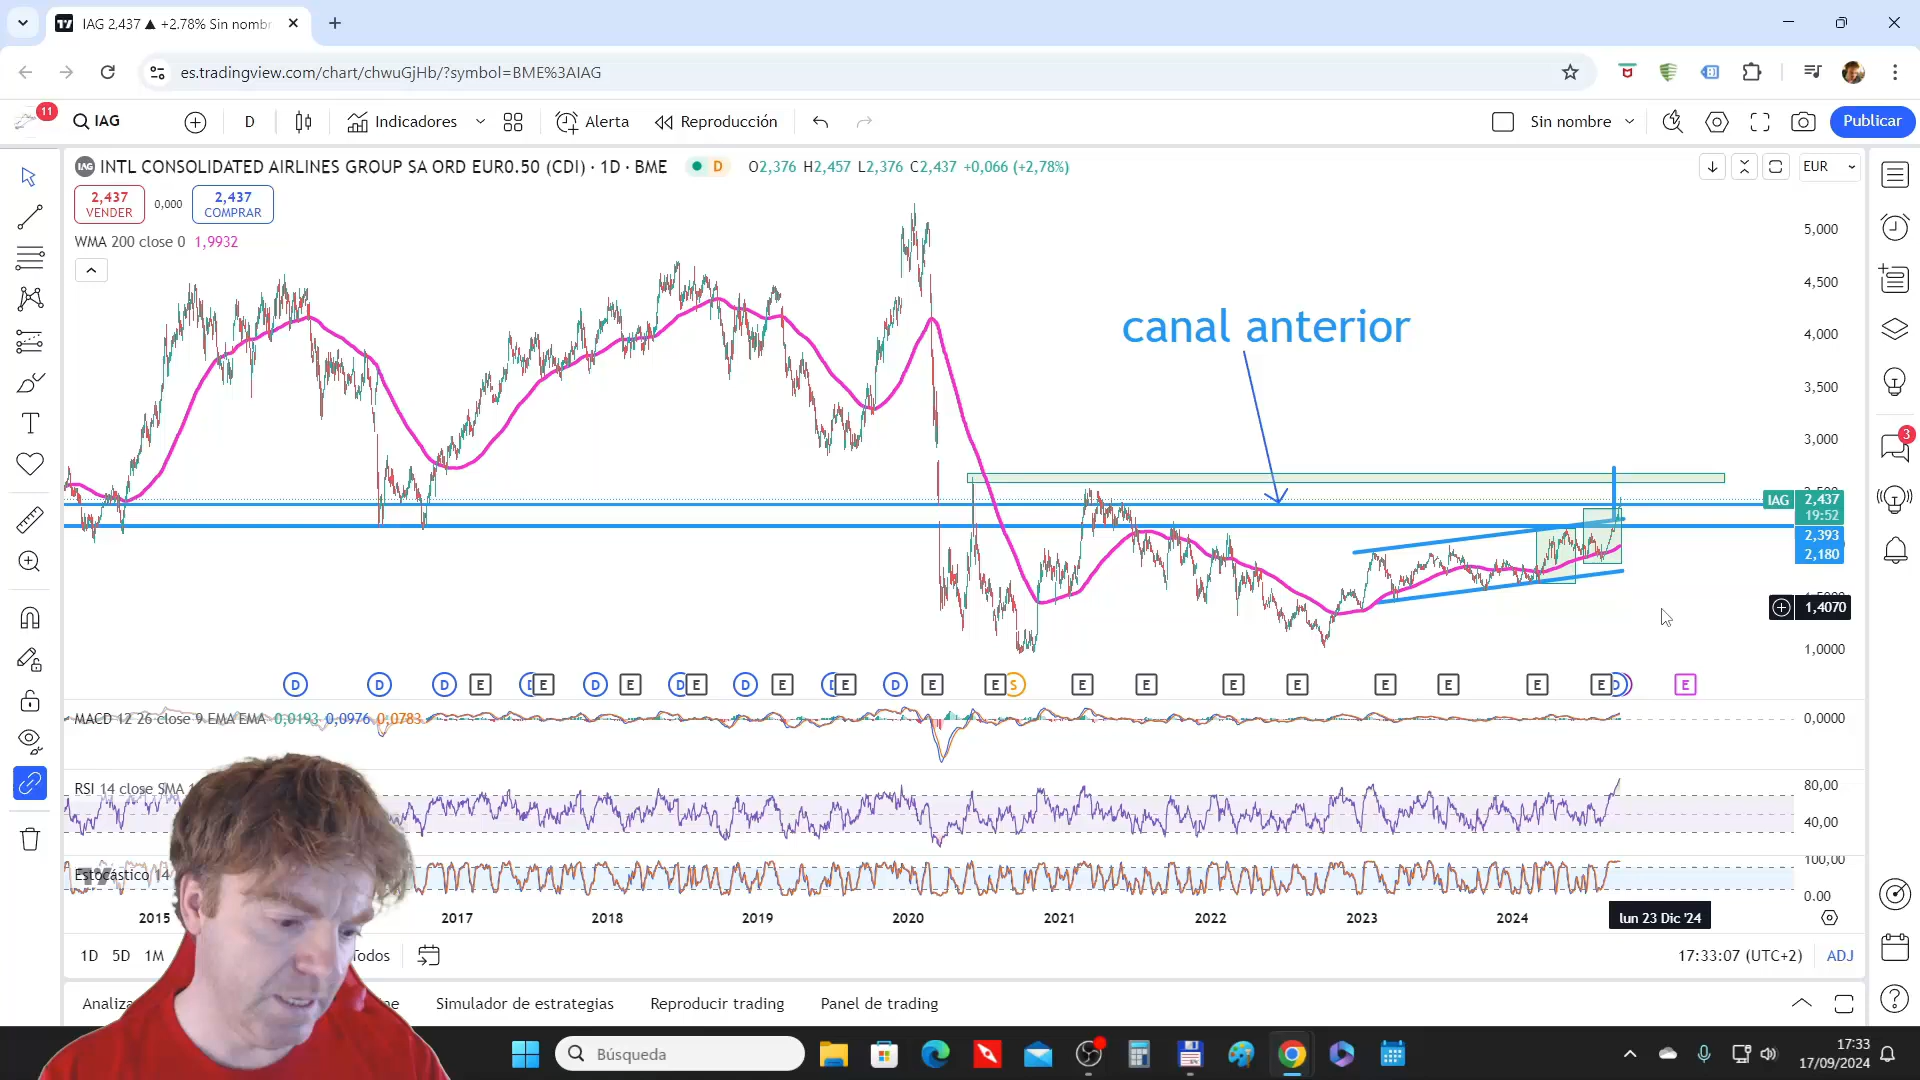 IAG 2,437 ▲ +2.78% Sin nombr
es.tradingview.com/chart/chwuGjHb/?symbol=BME%3AIAG
11
IAG
D
Indicadores
Alerta
Reproducción
Sin nombre
Publicar
IAG
INTL CONSOLIDATED AIRLINES GROUP SA ORD EUR0.50 (CDI) · 1D · BME
D
O2,376 H2,457 L2,376 C2,437 +0,066 (+2,78%)
EUR
2,437
VENDER
0,000
2,437
COMPRAR
WMA 200 close 0 1,9932
canal anterior
5,000
4,500
4,000
3,500
3,000
IAG 2,437
19:52
2,393
2,180
1,4070
1,0000
3
D D D E E D E D E D E E D E E S E E E E E E E E D E
MACD 12 26 close 9 EMA EMA 0,0193 0,0976 0,0783
0,0000
RSI 14 close SMA
80,00
40,00
Estocástico 14
100,00
0.00
2015 2017 2018 2019 2020 2021 2022 2023 2024
lun 23 Dic '24
1D 5D 1M
Todos
17:33:07 (UTC+2)
ADJ
Simulador de estrategias
Reproducir trading
Panel de trading
Búsqueda
17:33
17/09/2024